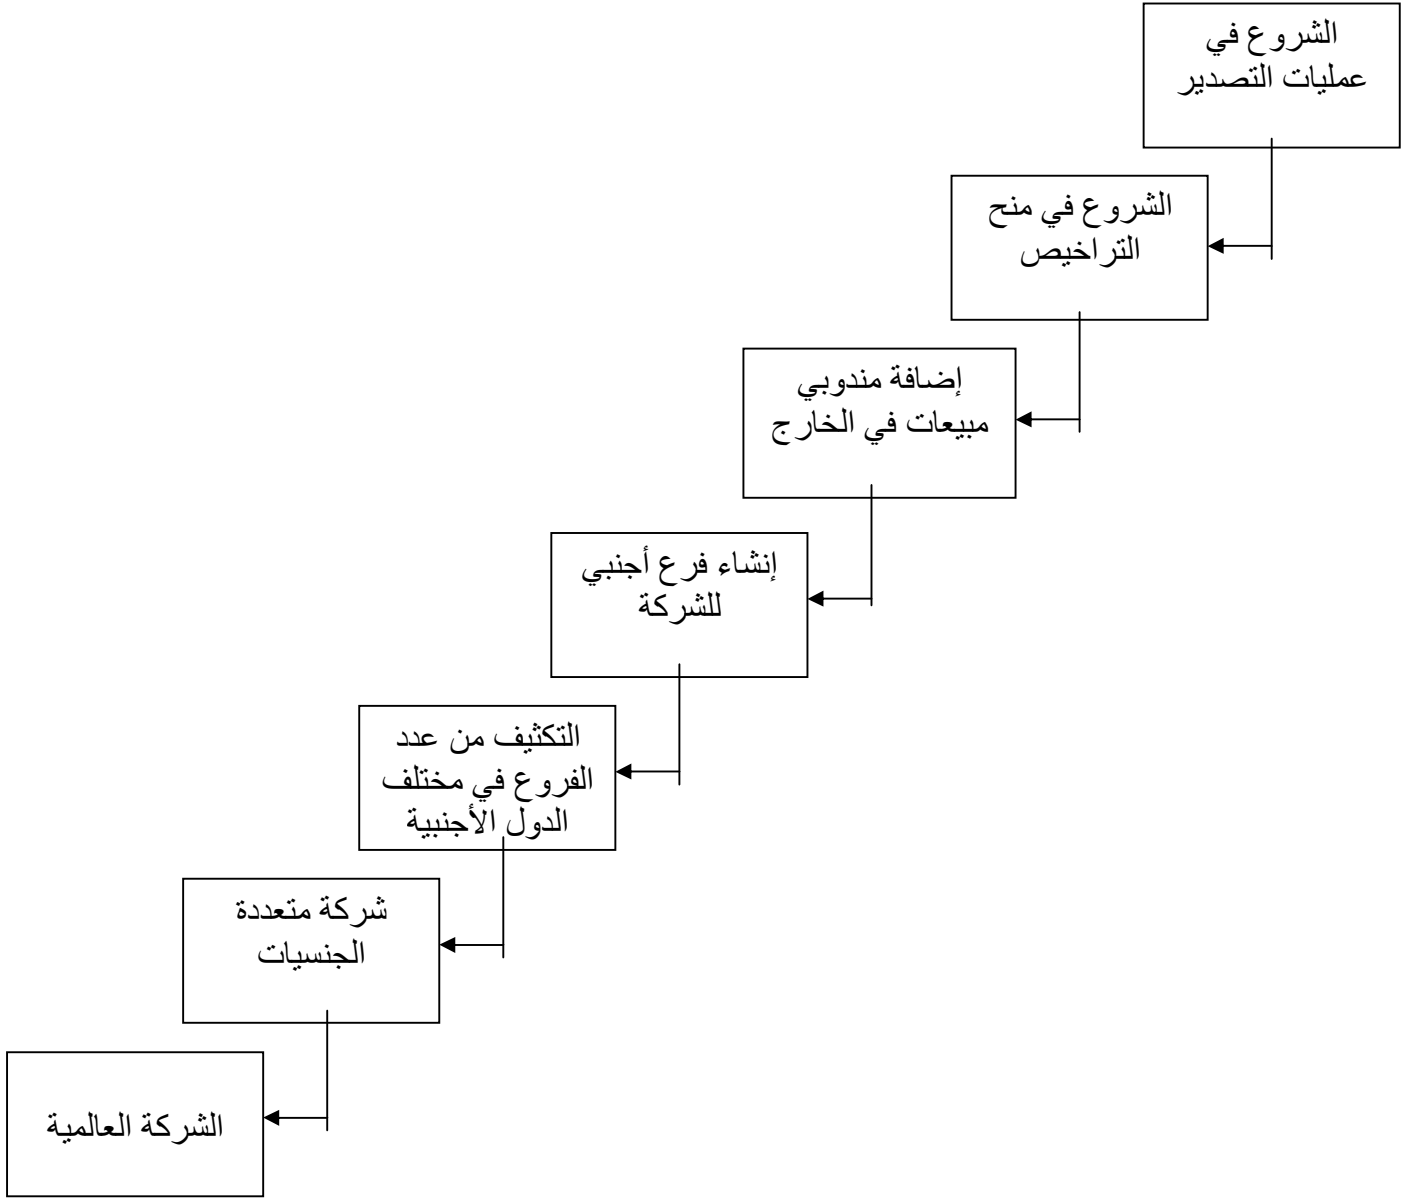 الشروع في
عمليات التصدير
الشروع في منح
التراخيص
إضافة مندوبي
مبيعات في الخارج
إنشاء فرع أجنبي
للشركة
التكثيف من عدد
الفروع في مختلف
الدول الأجنبية
شركة متعددة
الجنسيات
الشركة العالمية